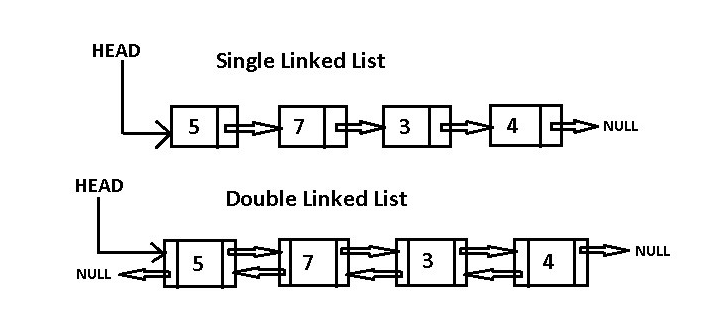 HEAD
Single Linked List
5 7 3 4 NULL
HEAD
Double Linked List
NULL 5 7 3 4 NULL